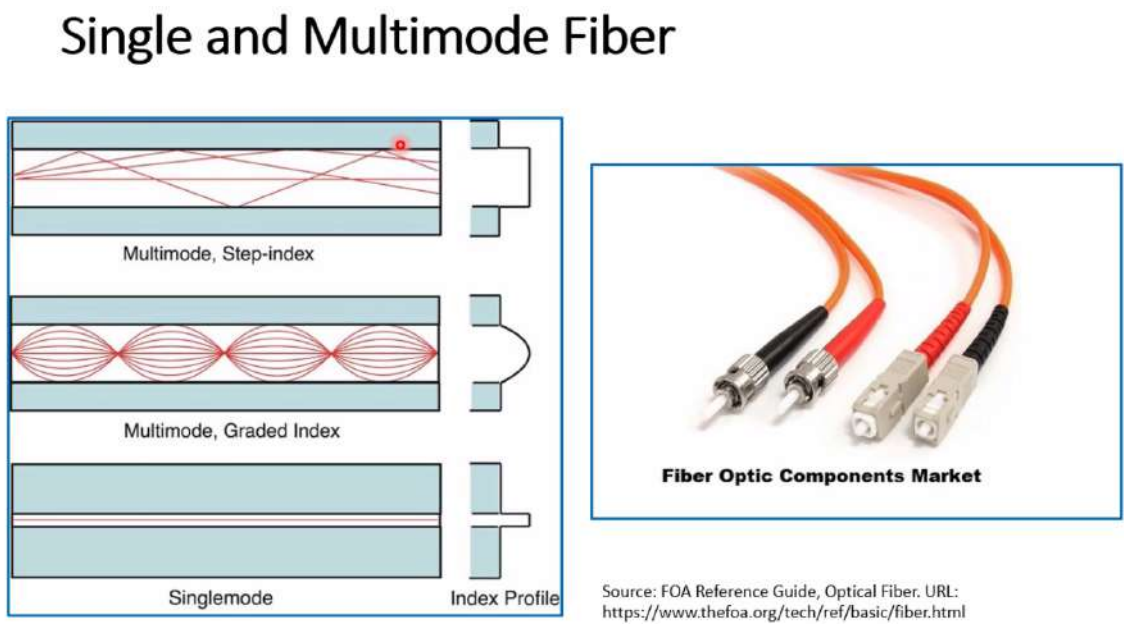 Single and Multimode Fiber
Multimode, Step-index
Multimode, Graded Index
Singlemode
Index Profile
Fiber Optic Components Market
Source: FOA Reference Guide, Optical Fiber. URL:
https://www.thefoa.org/tech/ref/basic/fiber.html